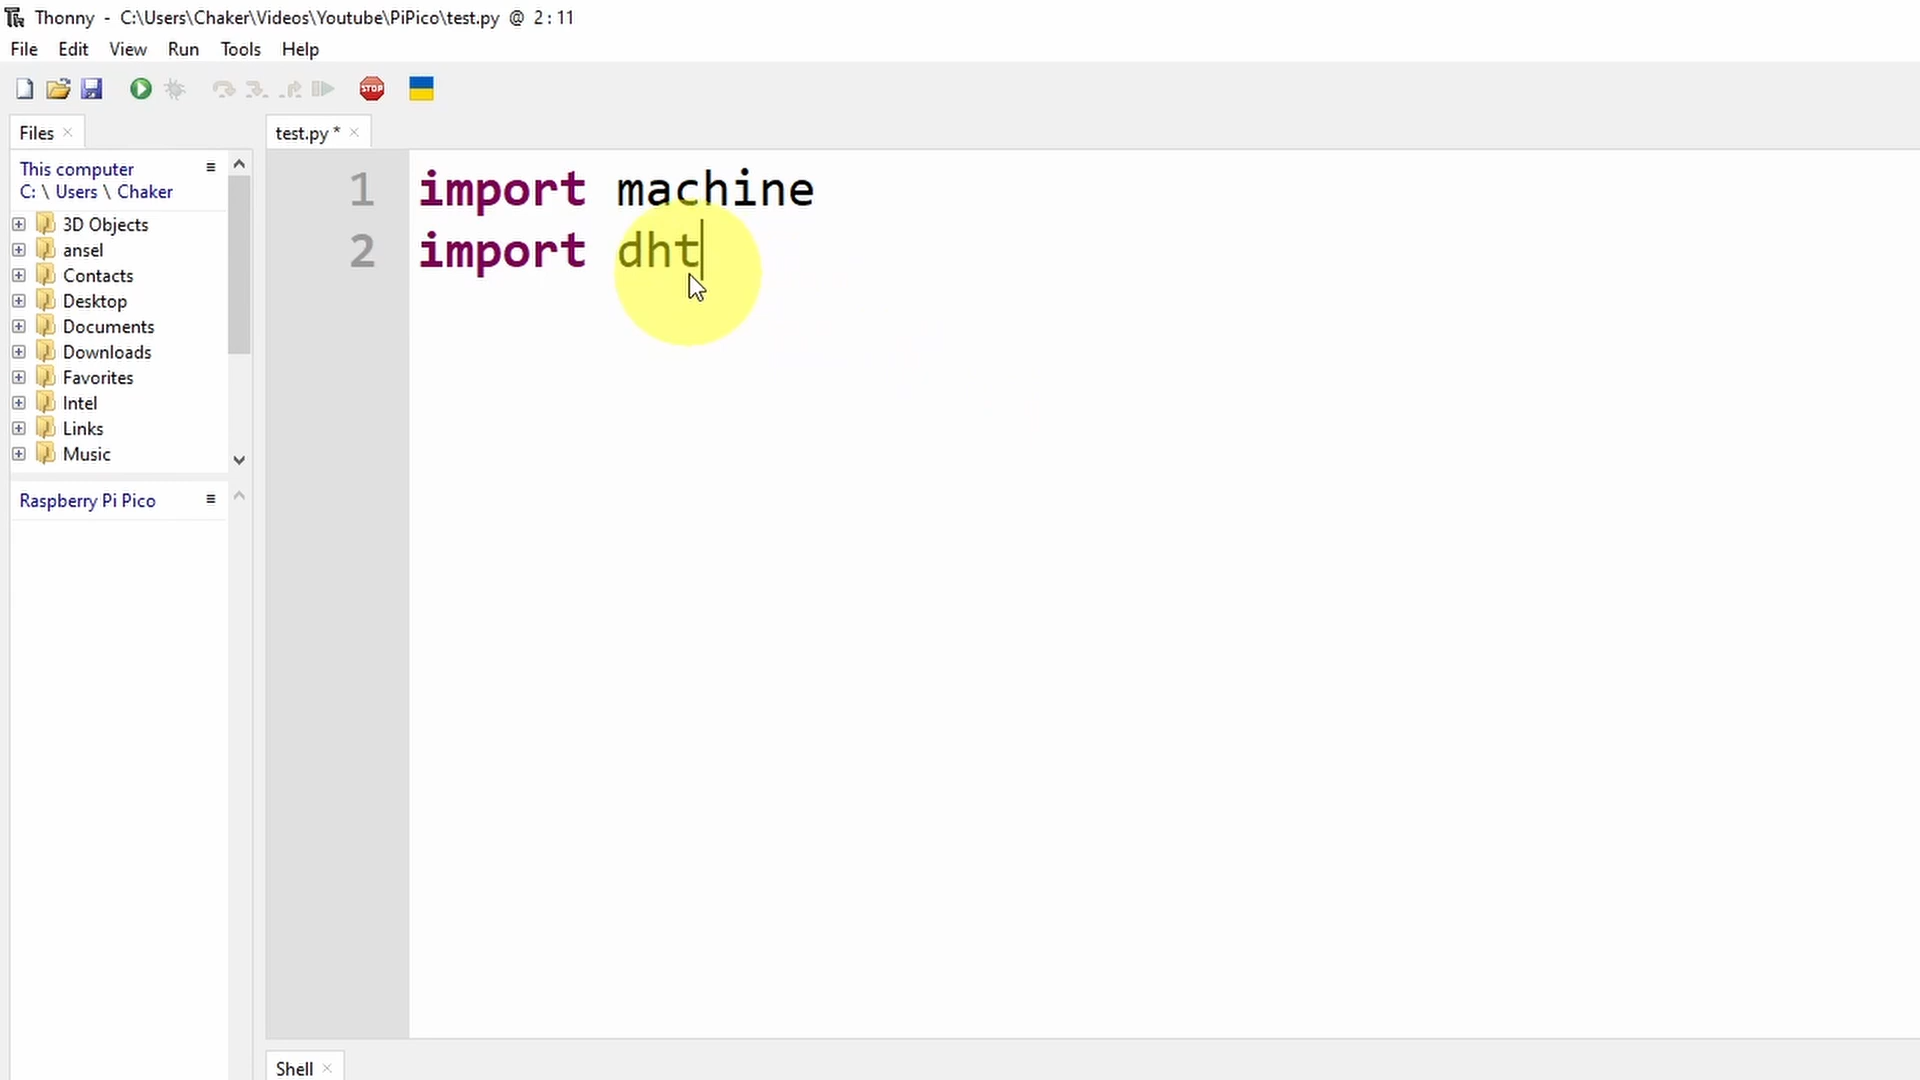 Thonny - C:\Users\Chaker\Videos\Youtube\PiPico\test.py @ 2 : 11
File Edit View Run Tools Help
STOP
Files
test.py *
This computer
C: \ Users \ Chaker
3D Objects
ansel
Contacts
Desktop
Documents
Downloads
Favorites
Intel
Links
Music
Raspberry Pi Pico
1 import machine
2 import dht
Shell